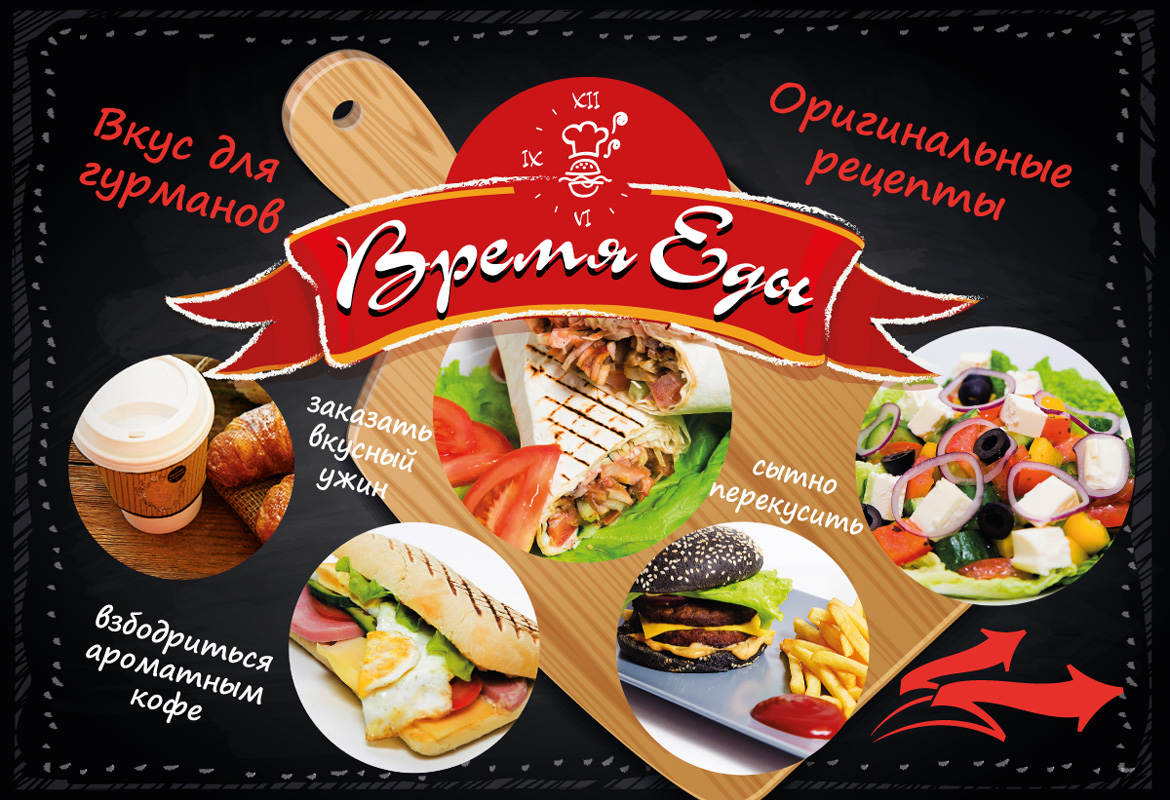 Вкус для
гурманов
Оригинальные
рецепты
XII
IX
VI
Время Еды
заказать
вкусный
ужин
сытно
перекусить
взбодриться
ароматным
кофе